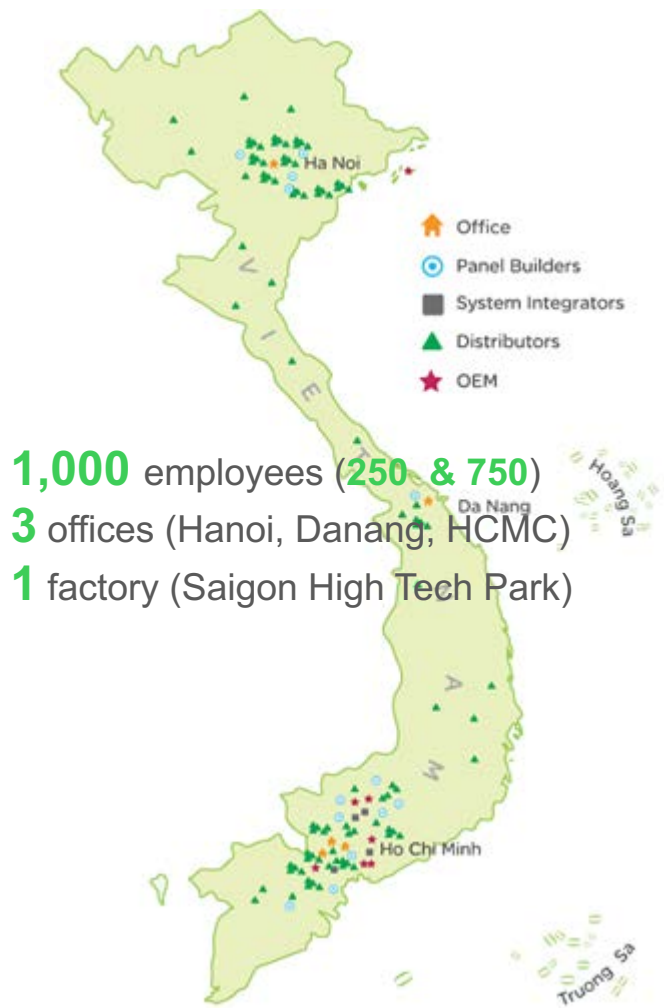 Ha Noi
Office
Panel Builders
System Integrators
Distributors
OEM
VIETNAM
1,000 employees (250 & 750)
3 offices (Hanoi, Danang, HCMC)
1 factory (Saigon High Tech Park)
Hoang Sa
Da Nang
Ho Chi Minh
Truong Sa